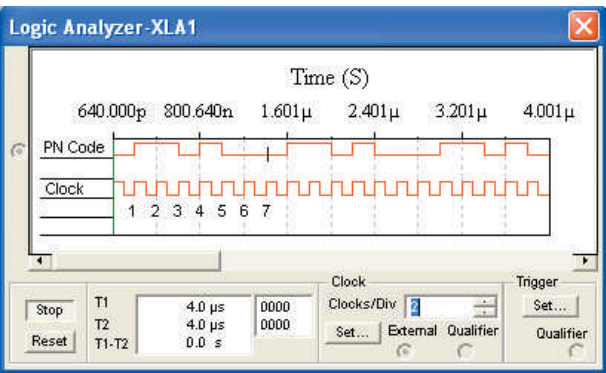 Logic Analyzer-XLA1
Time (S)
640.000p 800.640n 1.601µ 2.401µ 3.201µ 4.001µ
PN Code
Clock
1 2 3 4 5 6 7
Clock
Trigger
Stop
Reset
T1 4.0 µs 0000
T2 4.0 µs 0000
T1-T2 0.0 s
Clocks/Div 2
Set... External Qualifier
Set...
Qualifier